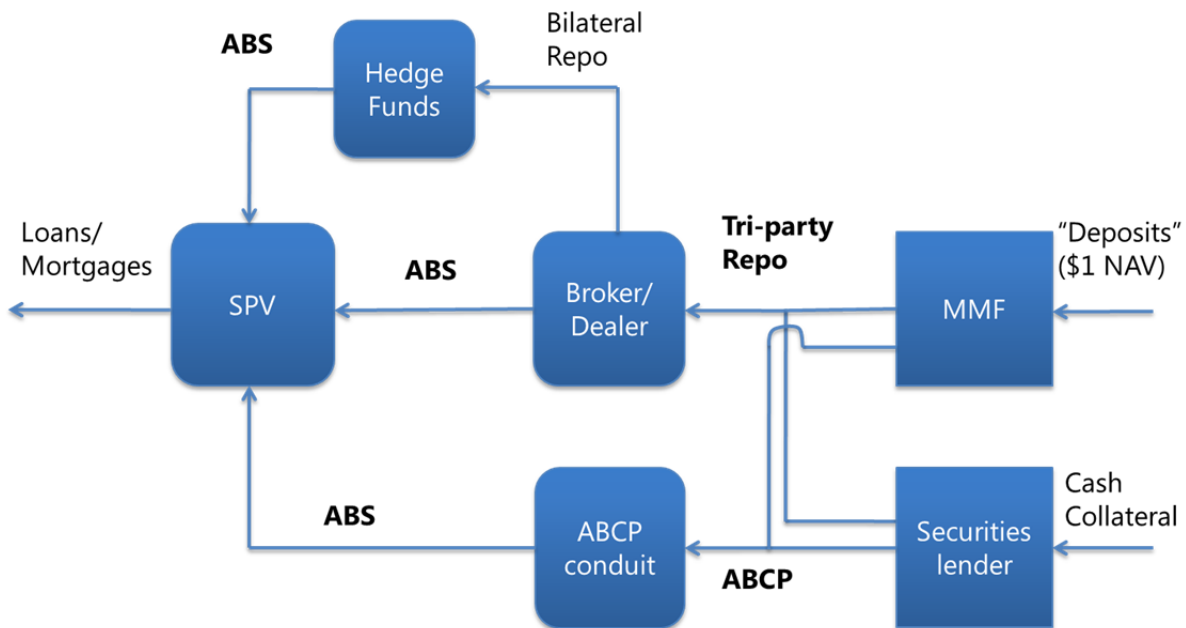 ABS
Hedge
Funds
Bilateral
Repo
Loans/
Mortgages
SPV
ABS
Broker/
Dealer
Tri-party
Repo
MMF
“Deposits”
($1 NAV)
ABS
ABCP
conduit
ABCP
Securities
lender
Cash
Collateral